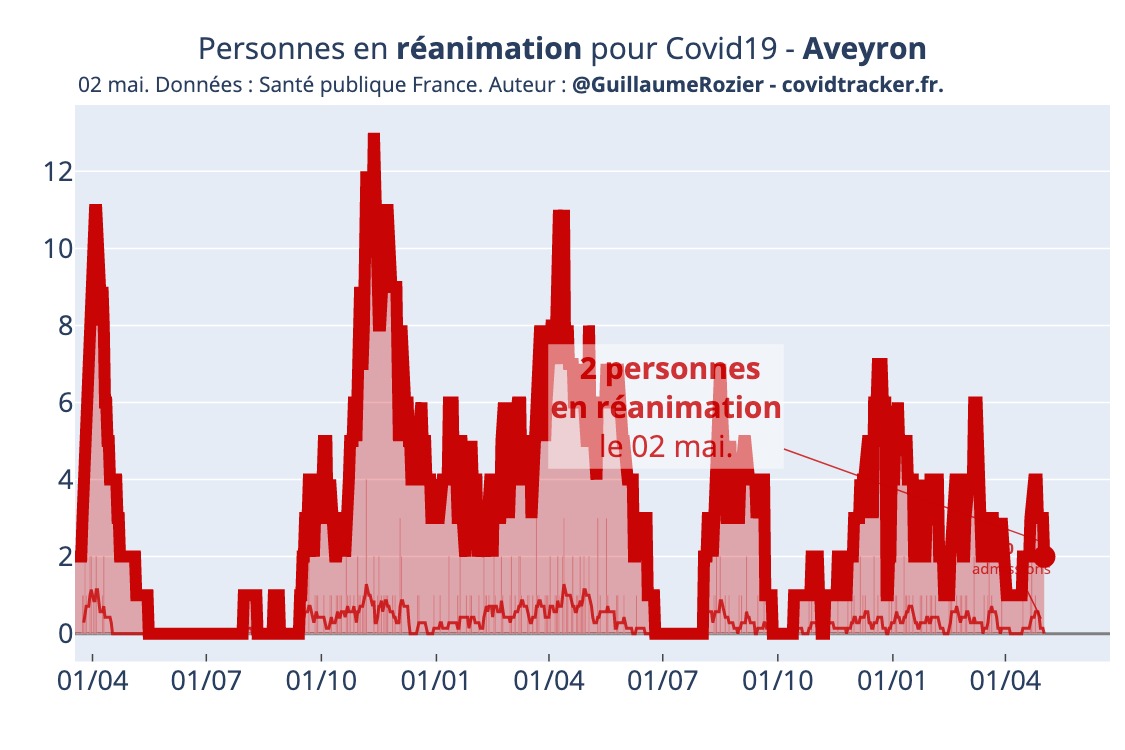 Personnes en réanimation pour Covid19 - Aveyron
02 mai. Données : Santé publique France. Auteur : @GuillaumeRozier - covidtracker.fr.
12
10
8
6
4
2
0
2 personnes
en réanimation
le 02 mai.
0
admissions
01/04
01/07
01/10
01/01
01/04
01/07
01/10
01/01
01/04